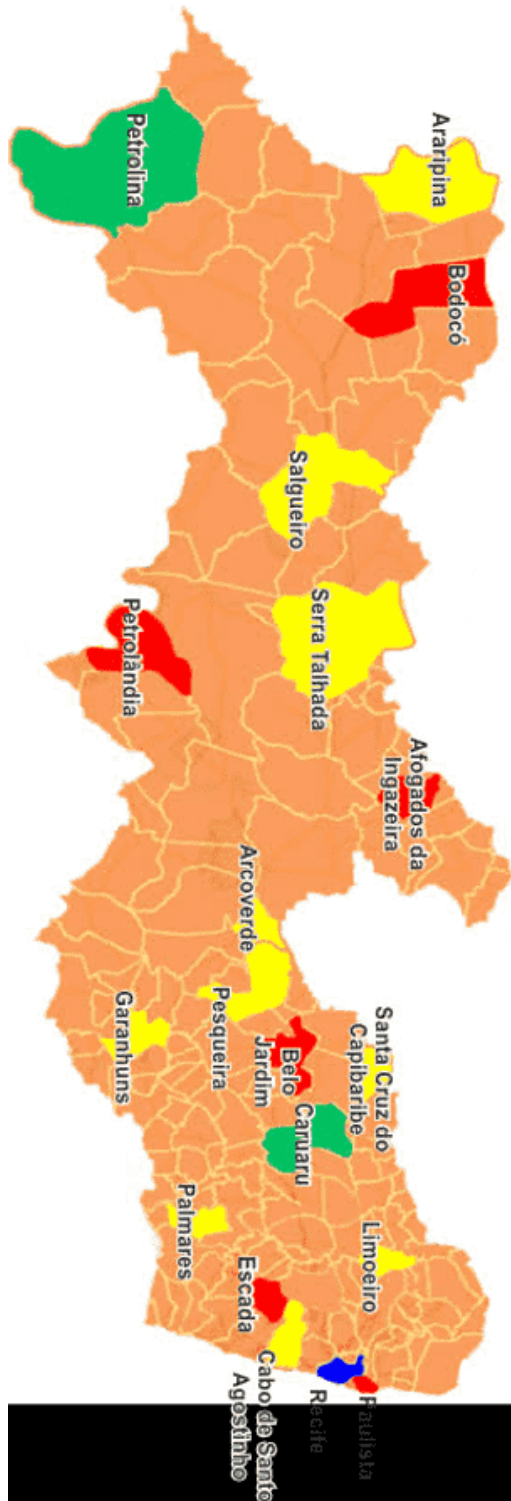 Araripina
Petrolina
Bodocó
Salgueiro
Serra Talhada
Petrolândia
Afogados da
Ingazeira
Arcoverde
Pesqueira
Garanhuns
Santa Cruz do
Capibaribe
Belo
Jardim
Caruaru
Limoeiro
Palmares
Escada
Cabo de Santo
Agostinho
Recife
Paulista